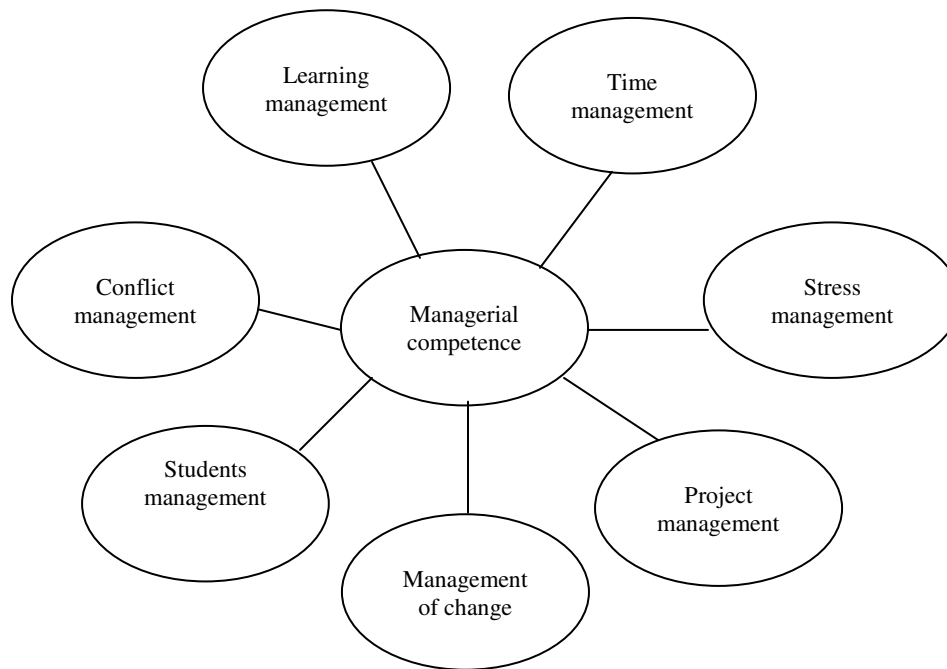 Learning
management
Time
management
Conflict
management
Managerial
competence
Stress
management
Students
management
Project
management
Management
of change